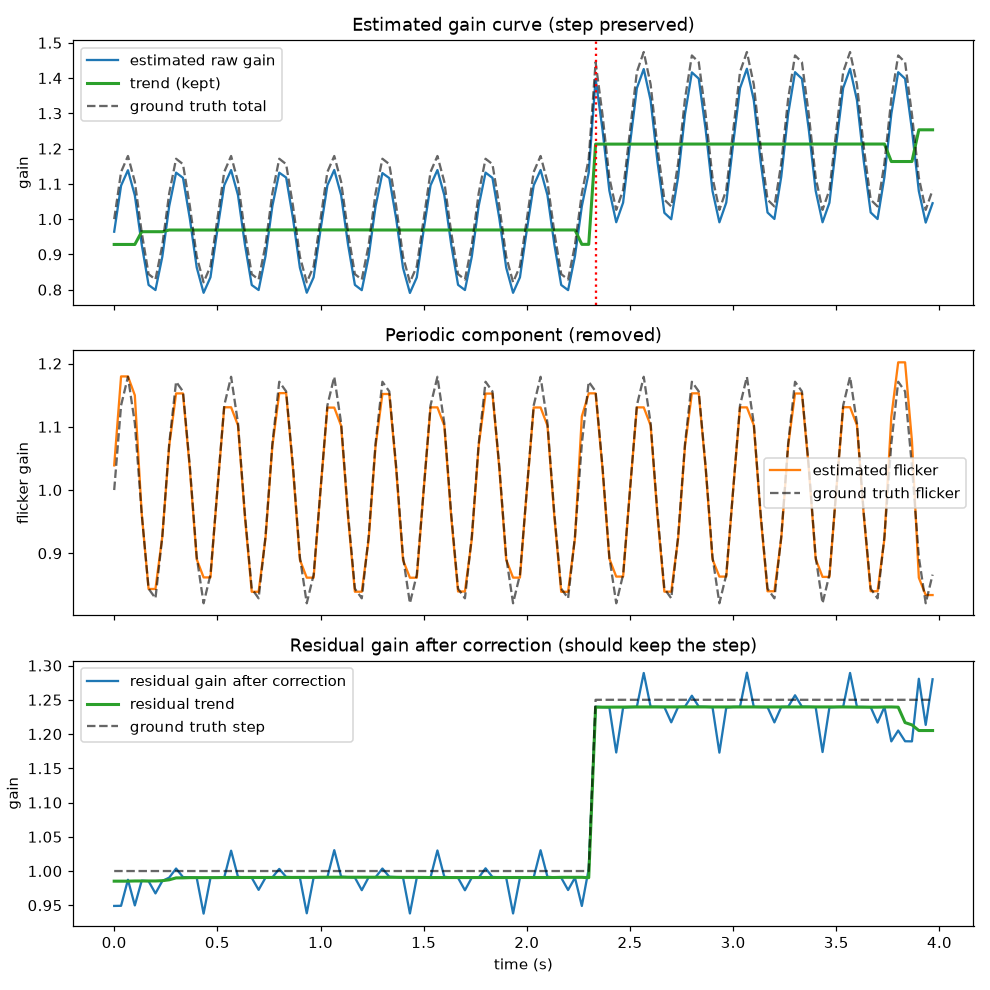 Estimated gain curve (step preserved)
1.5
1.4
1.3
1.2
1.1
1.0
0.9
0.8
gain
estimated raw gain
trend (kept)
ground truth total
Periodic component (removed)
1.2
1.1
1.0
0.9
flicker gain
estimated flicker
ground truth flicker
Residual gain after correction (should keep the step)
1.30
1.25
1.20
1.15
1.10
1.05
1.00
0.95
gain
residual gain after correction
residual trend
ground truth step
0.0 0.5 1.0 1.5 2.0 2.5 3.0 3.5 4.0
time (s)